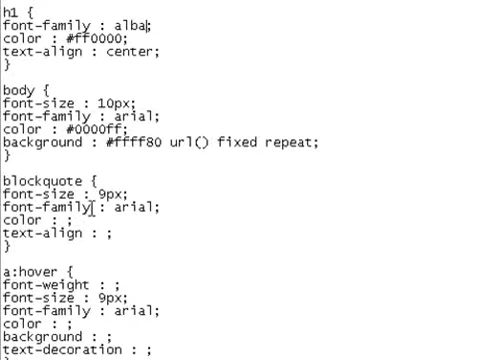 h1 {
font-family : alba;
color : #ff0000;
text-align : center;
}
body {
font-size : 10px;
font-family : arial;
color : #0000ff;
background : #ffff80 url() fixed repeat;
}
blockquote {
font-size : 9px;
font-family : arial;
color : ;
text-align : ;
}
a:hover {
font-weight : ;
font-size : 9px;
font-family : arial;
color : ;
background : ;
text-decoration : ;
}